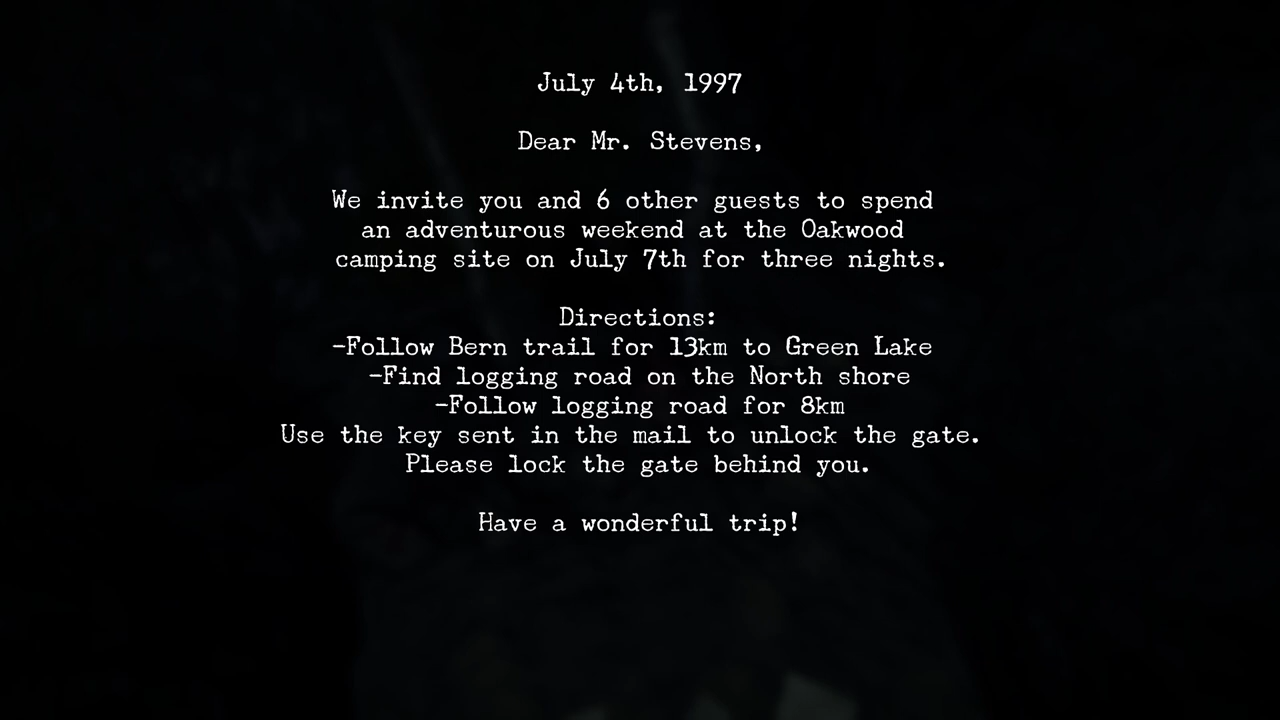 July 4th, 1997
Dear Mr. Stevens,
We invite you and 6 other guests to spend
an adventurous weekend at the Oakwood
camping site on July 7th for three nights.
Directions:
-Follow Bern trail for 13km to Green Lake
-Find logging road on the North shore
-Follow logging road for 8km
Use the key sent in the mail to unlock the gate.
Please lock the gate behind you.
Have a wonderful trip!